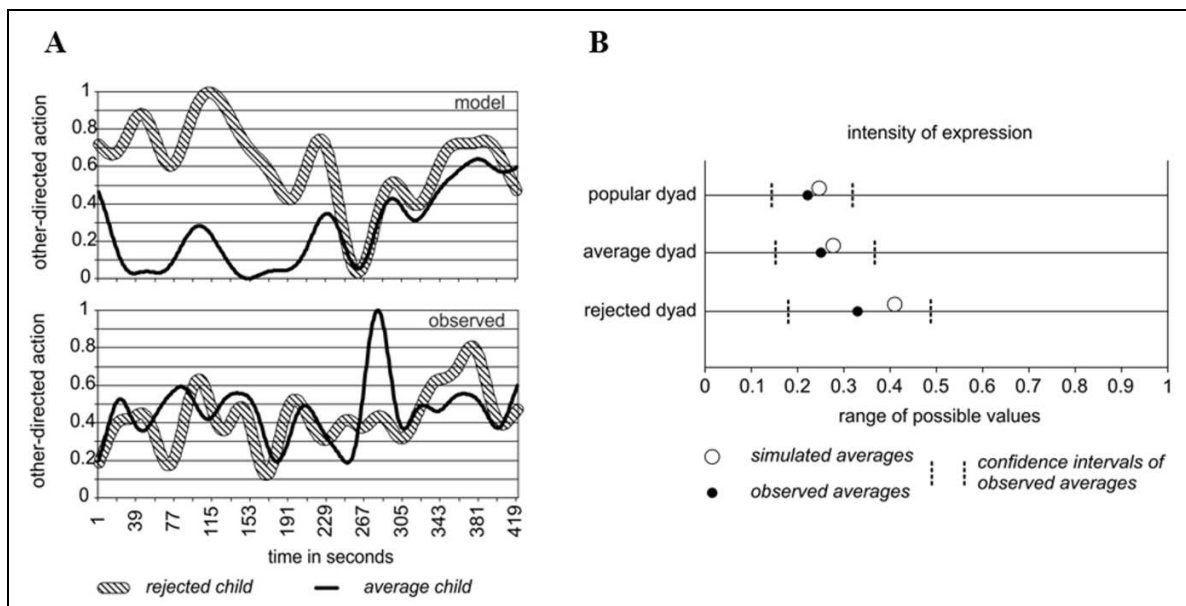 A
1
0.8
0.6
0.4
0.2
0
other-directed action
model
1
0.8
0.6
0.4
0.2
0
other-directed action
observed
1 39 77 115 153 191 229 267 305 343 381 419
time in seconds
rejected child average child
B
intensity of expression
popular dyad
average dyad
rejected dyad
0 0.1 0.2 0.3 0.4 0.5 0.6 0.7 0.8 0.9 1
range of possible values
simulated averages
observed averages
confidence intervals of
observed averages